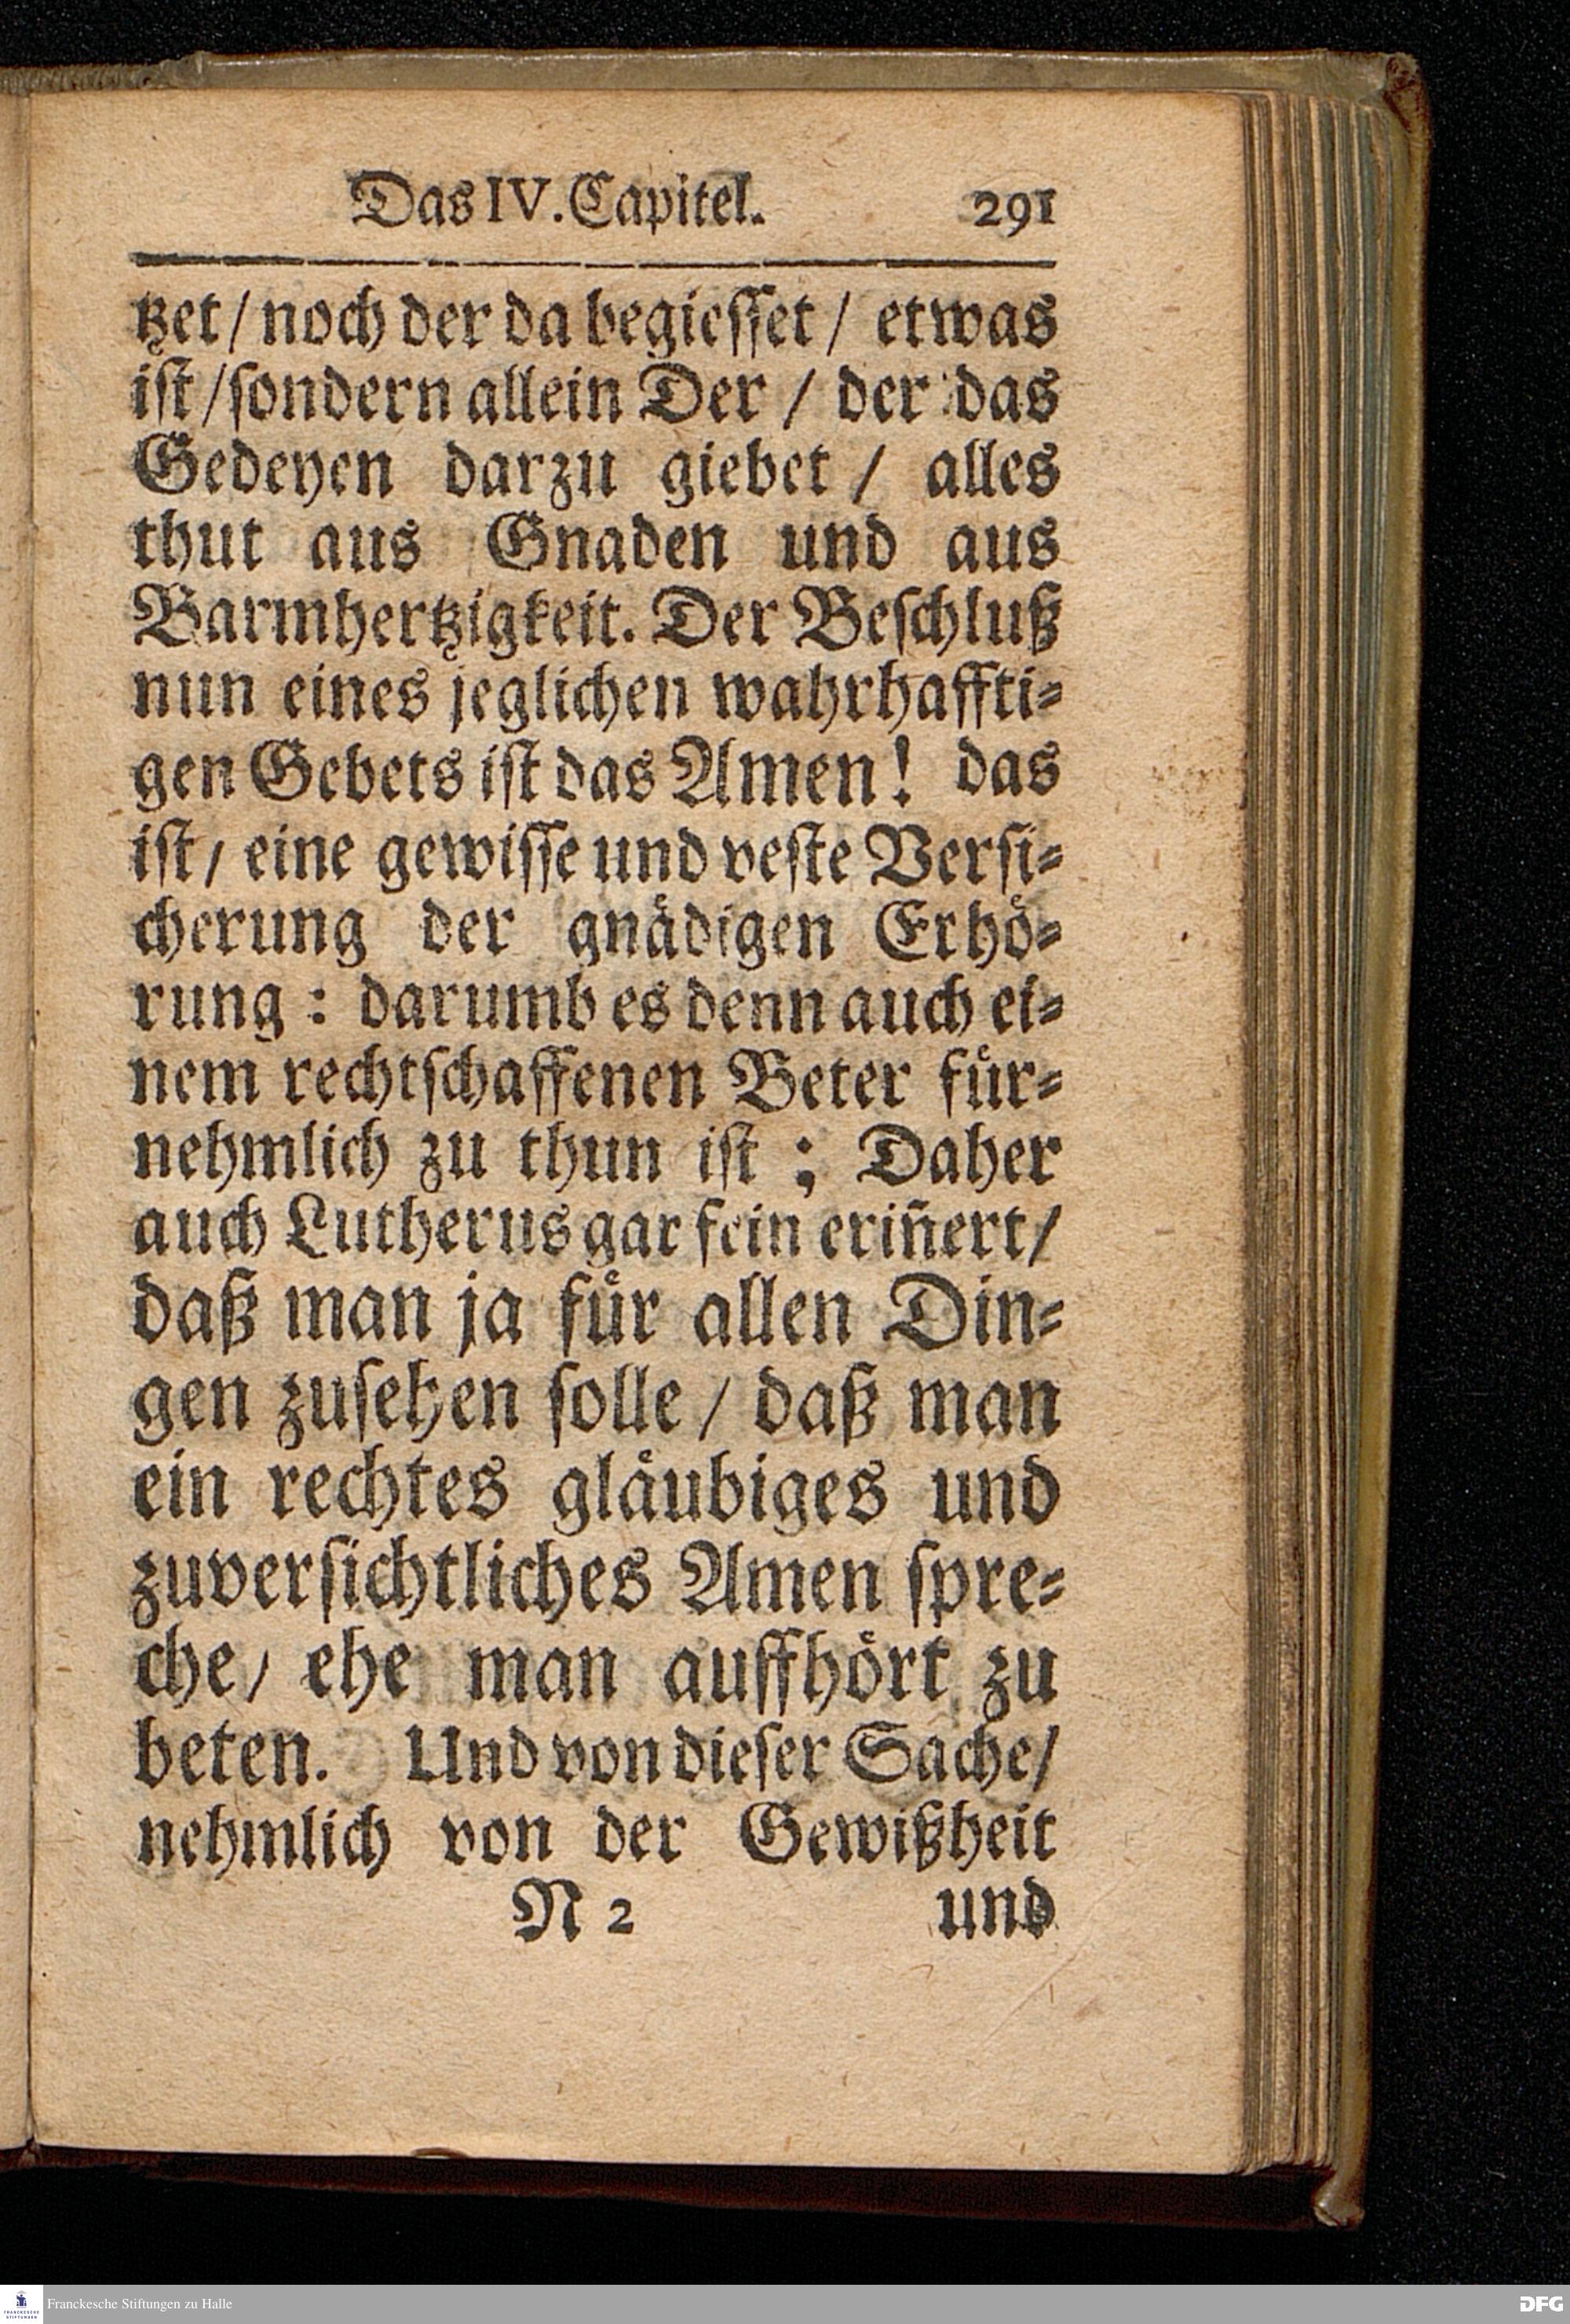 Das IV. Capitel. 291
tzet / noch der da begiesset / etwas
ist / sondern allein Der / der das
Gedeyen darzu giebet / alles
thut aus Gnaden und aus
Barmhertzigkeit. Der Beschluß
nun eines jeglichen wahrhaffti=
gen Gebets ist das Amen! das
ist / eine gewisse und veste Versi=
cherung der gnädigen Erhö=
rung : darumb es denn auch ei=
nem rechtschaffenen Beter für=
nehmlich zu thun ist ; Daher
auch Lutherus gar fein erin̄ert /
daß man ja für allen Din=
gen zusehen solle / daß man
ein rechtes gläubiges und
zuversichtliches Amen spre=
che / ehe man auffhört zu
beten. Und von dieser Sache /
nehmlich von der Gewißheit
N 2 und
FRANCKESCHE STIFTUNGEN
Franckesche Stiftungen zu Halle
DFG